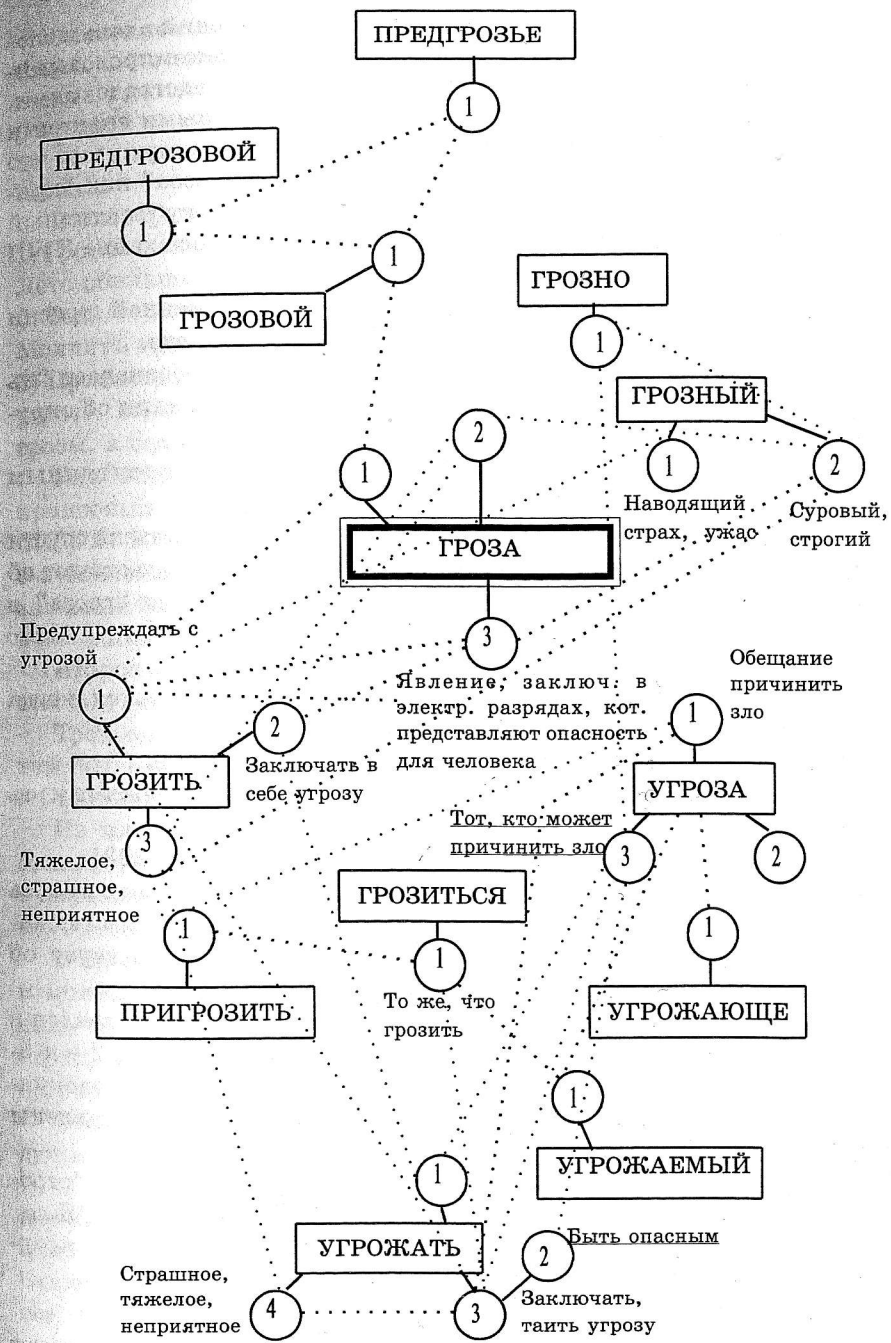 ПРЕДГРОЗЬЕ
1
ПРЕДГРОЗОВОЙ
1
1
ГРОЗОВОЙ
ГРОЗНО
1
ГРОЗНЫЙ
1
2
Наводящий
страх, ужас
Суровый,
строгий
2
1
ГРОЗА
3
Явление, заключ. в
электр. разрядах, кот.
представляют опасность
для человека
Предупреждать с
угрозой
1
2
ГРОЗИТЬ
Заключать в
себе угрозу
3
Тяжелое,
страшное,
неприятное
Обещание
причинить
зло
1
УГРОЗА
Тот, кто может
причинить зло
3
2
ГРОЗИТЬСЯ
1
То же, что
грозить
1
ПРИГРОЗИТЬ
1
УГРОЖАЮЩЕ
1
УГРОЖАЕМЫЙ
1
УГРОЖАТЬ
2
Быть опасным
Страшное,
тяжелое,
неприятное
4
3
Заключать,
таить угрозу